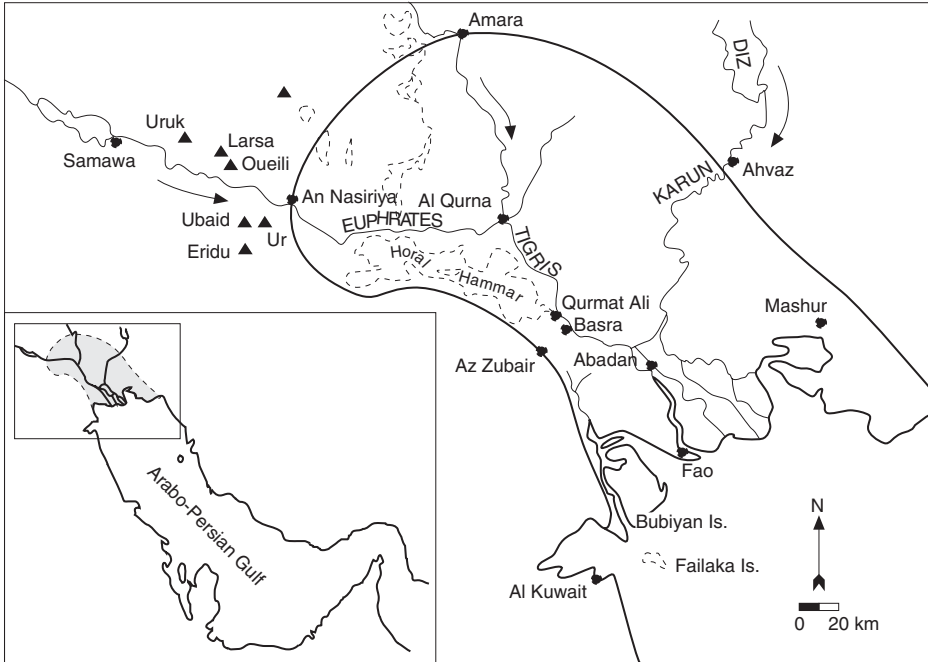 Amara
DIZ
Uruk
Larsa
Samawa
Oueili
KARUN
Ahvaz
An Nasiriya
Al Qurna
Ubaid
EUPHRATES
Ur
Eridu
TIGRIS
Horal
Hammar
Qurmat Ali
Mashur
Basra
Az Zubair
Abadan
Fao
Arabo-Persian Gulf
N
Bubiyan Is.
Failaka Is.
Al Kuwait
0 20 km